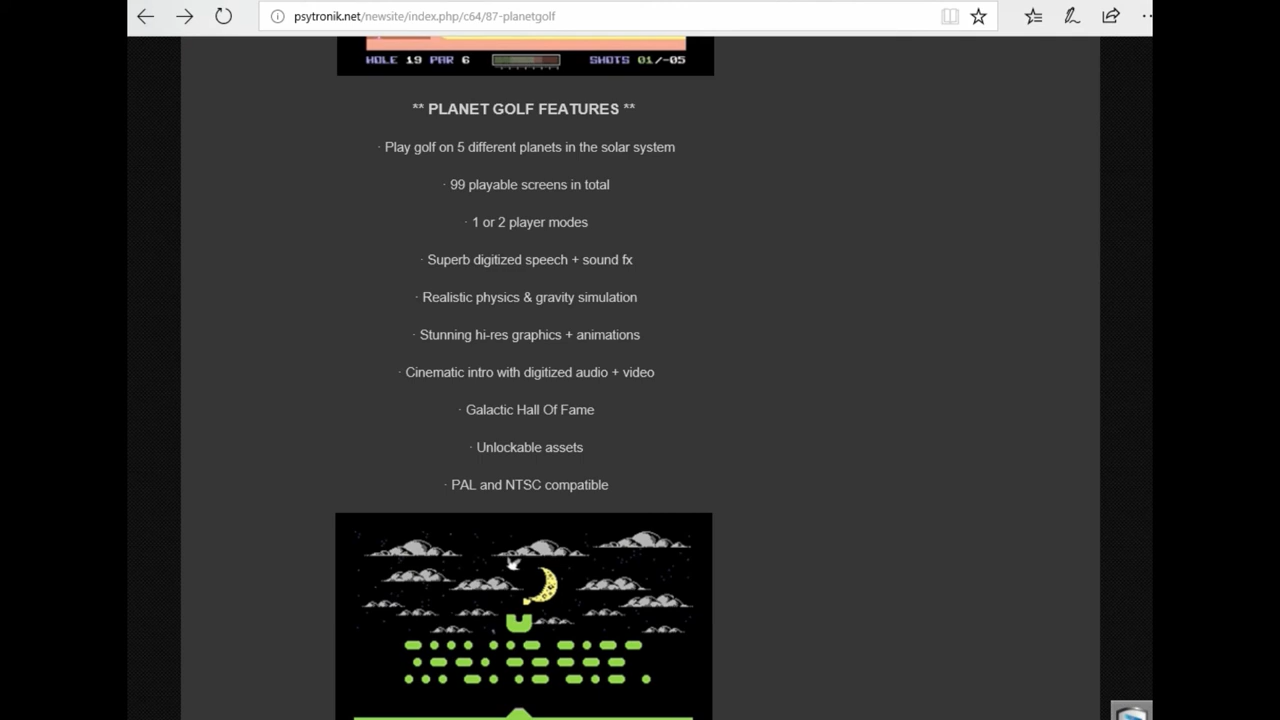 psytronik.net/newsite/index.php/c64/87-planetgolf
HOLE 19 PAR 6 SHOTS 01/-05
** PLANET GOLF FEATURES **
· Play golf on 5 different planets in the solar system
· 99 playable screens in total
· 1 or 2 player modes
· Superb digitized speech + sound fx
· Realistic physics & gravity simulation
· Stunning hi-res graphics + animations
· Cinematic intro with digitized audio + video
· Galactic Hall Of Fame
· Unlockable assets
· PAL and NTSC compatible